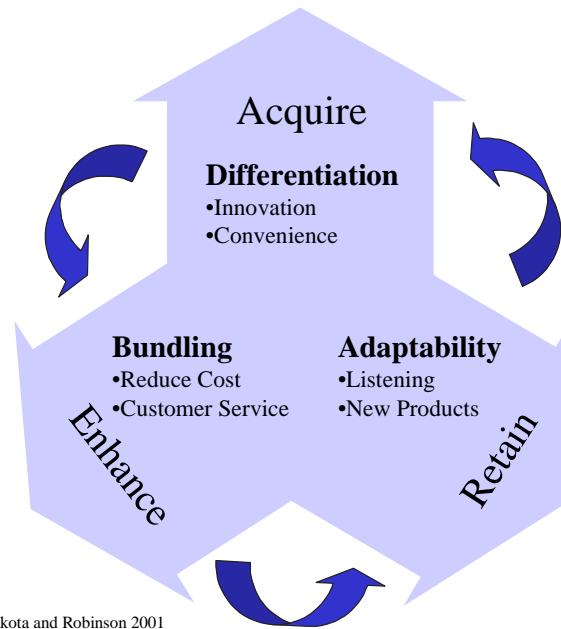 Acquire
Differentiation
•Innovation
•Convenience
Bundling
•Reduce Cost
•Customer Service
Adaptability
•Listening
•New Products
Enhance
Retain
kota and Robinson 2001